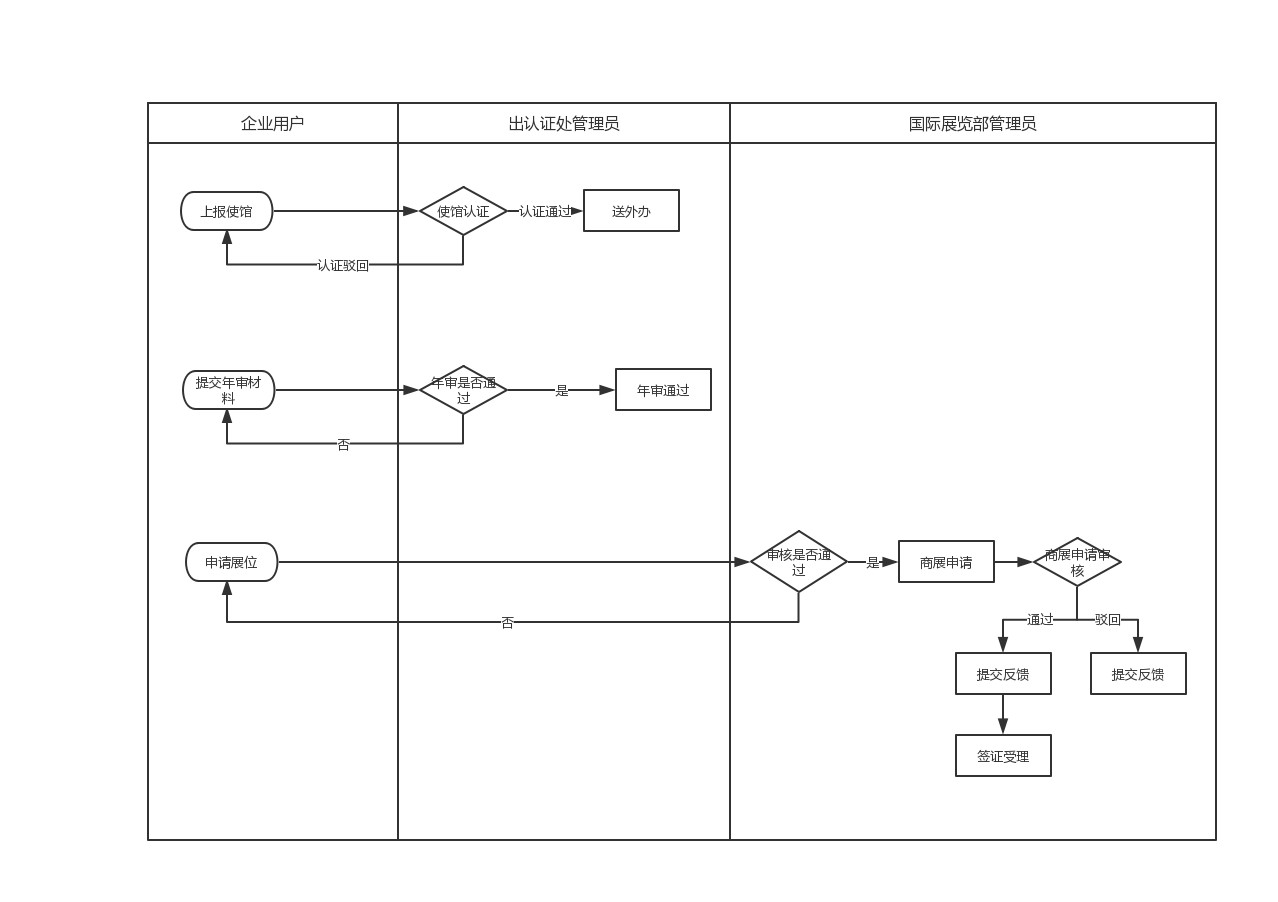 企业用户
出认证处管理员
国际展览部管理员
上报使馆
使馆认证
认证通过
送外办
认证驳回
提交年审材
料
年审是否通
过
是
年审通过
否
申请展位
审核是否通
过
是
商展申请
商展申请审
核
否
通过
驳回
提交反馈
提交反馈
签证受理